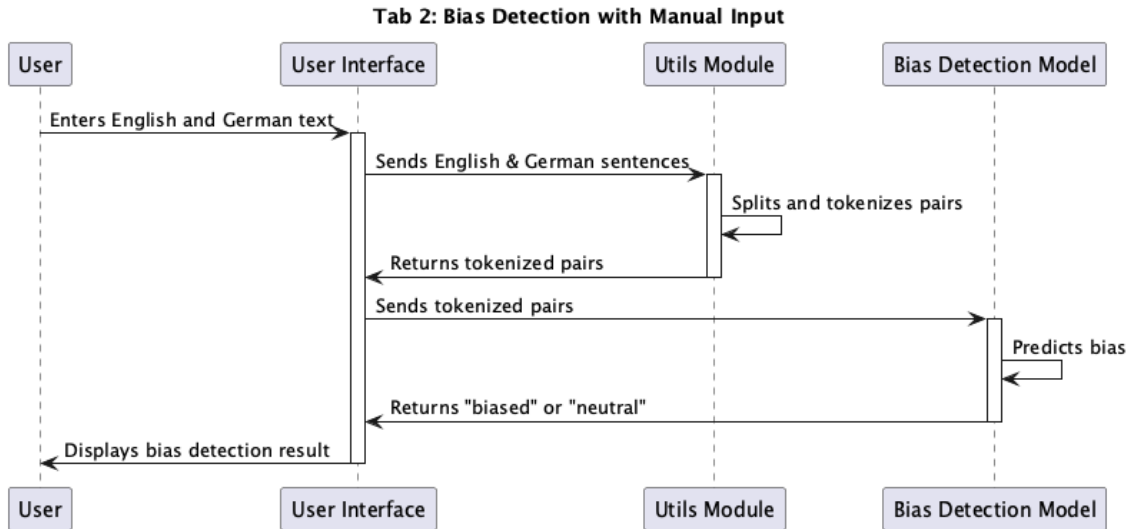 Tab 2: Bias Detection with Manual Input
User
User Interface
Utils Module
Bias Detection Model
Enters English and German text
Sends English & German sentences
Splits and tokenizes pairs
Returns tokenized pairs
Sends tokenized pairs
Predicts bias
Returns "biased" or "neutral"
Displays bias detection result
User
User Interface
Utils Module
Bias Detection Model